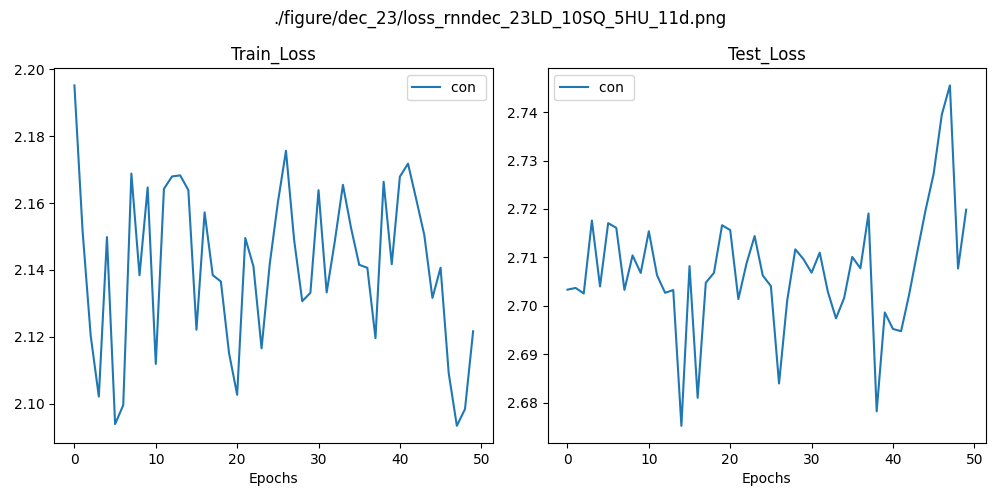 ./figure/dec_23/loss_rnndec_23LD_10SQ_5HU_11d.png
Train_Loss
Test_Loss
con
con
2.20
2.18
2.16
2.14
2.12
2.10
2.74
2.73
2.72
2.71
2.70
2.69
2.68
0 10 20 30 40 50
0 10 20 30 40 50
Epochs
Epochs